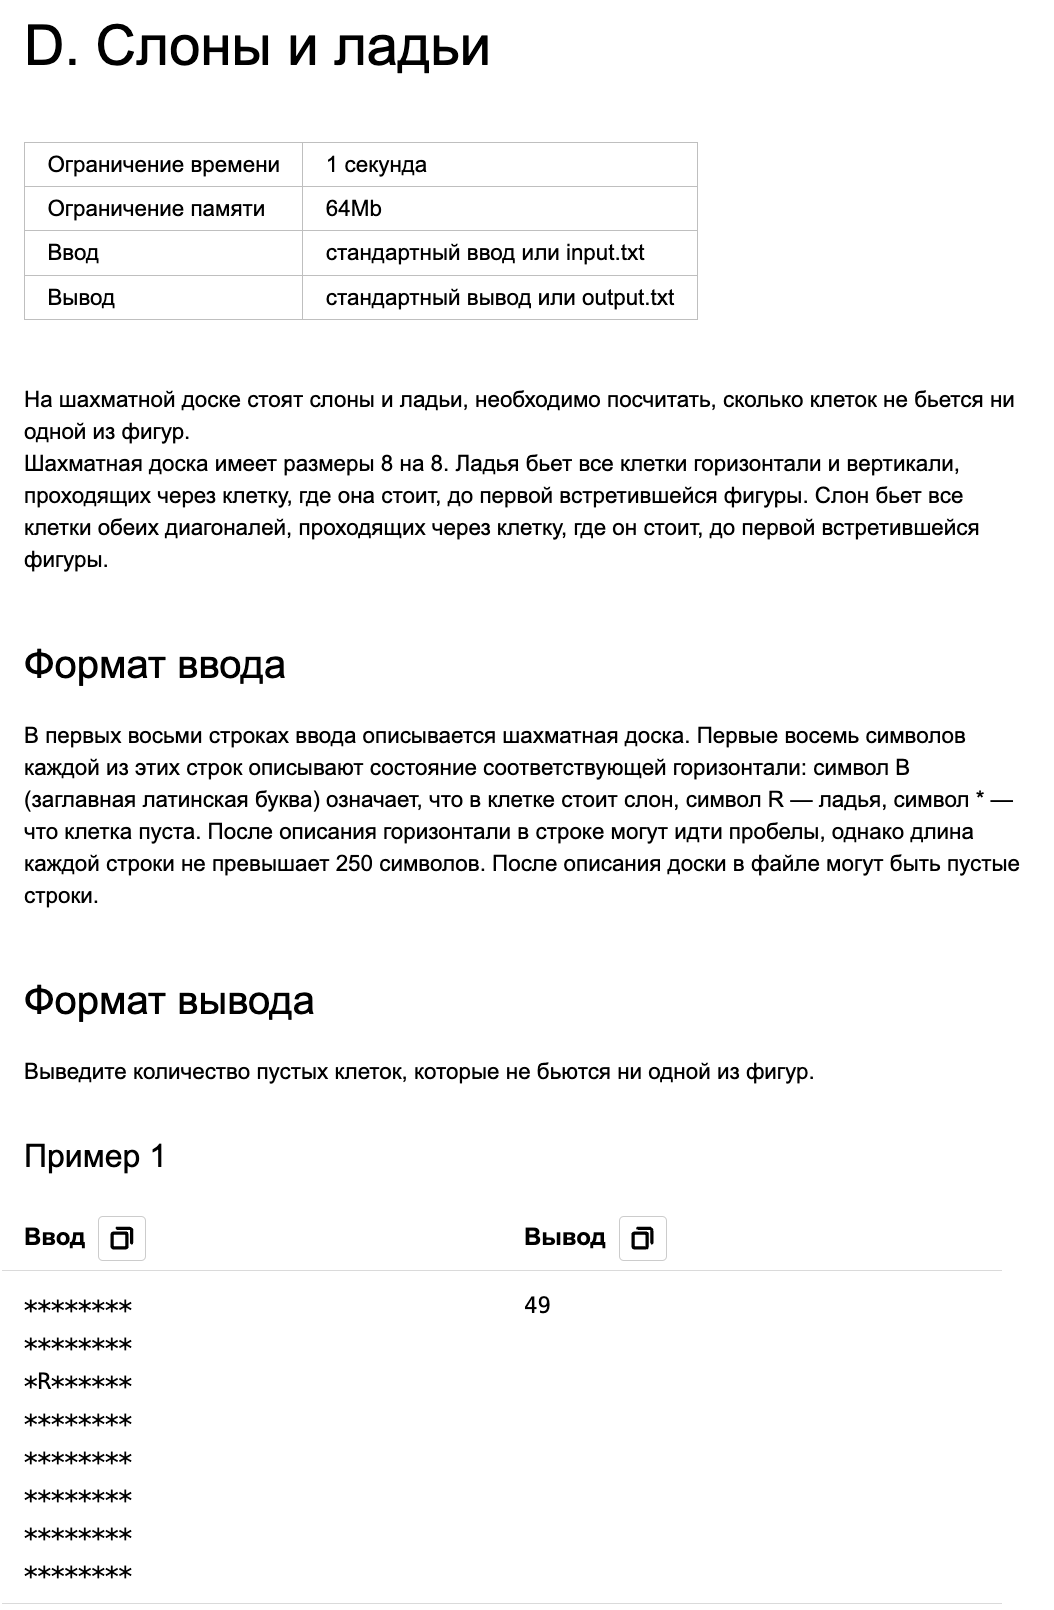 D. Слоны и ладьи
Ограничение времени 1 секунда
Ограничение памяти 64Mb
Ввод стандартный ввод или input.txt
Вывод стандартный вывод или output.txt
На шахматной доске стоят слоны и ладьи, необходимо посчитать, сколько клеток не бьется ни
одной из фигур.
Шахматная доска имеет размеры 8 на 8. Ладья бьет все клетки горизонтали и вертикали,
проходящих через клетку, где она стоит, до первой встретившейся фигуры. Слон бьет все
клетки обеих диагоналей, проходящих через клетку, где он стоит, до первой встретившейся
фигуры.
Формат ввода
В первых восьми строках ввода описывается шахматная доска. Первые восемь символов
каждой из этих строк описывают состояние соответствующей горизонтали: символ B
(заглавная латинская буква) означает, что в клетке стоит слон, символ R — ладья, символ * —
что клетка пуста. После описания горизонтали в строке могут идти пробелы, однако длина
каждой строки не превышает 250 символов. После описания доски в файле могут быть пустые
строки.
Формат вывода
Выведите количество пустых клеток, которые не бьются ни одной из фигур.
Пример 1
Ввод Вывод
******** 49
********
*R******
********
********
********
********
********